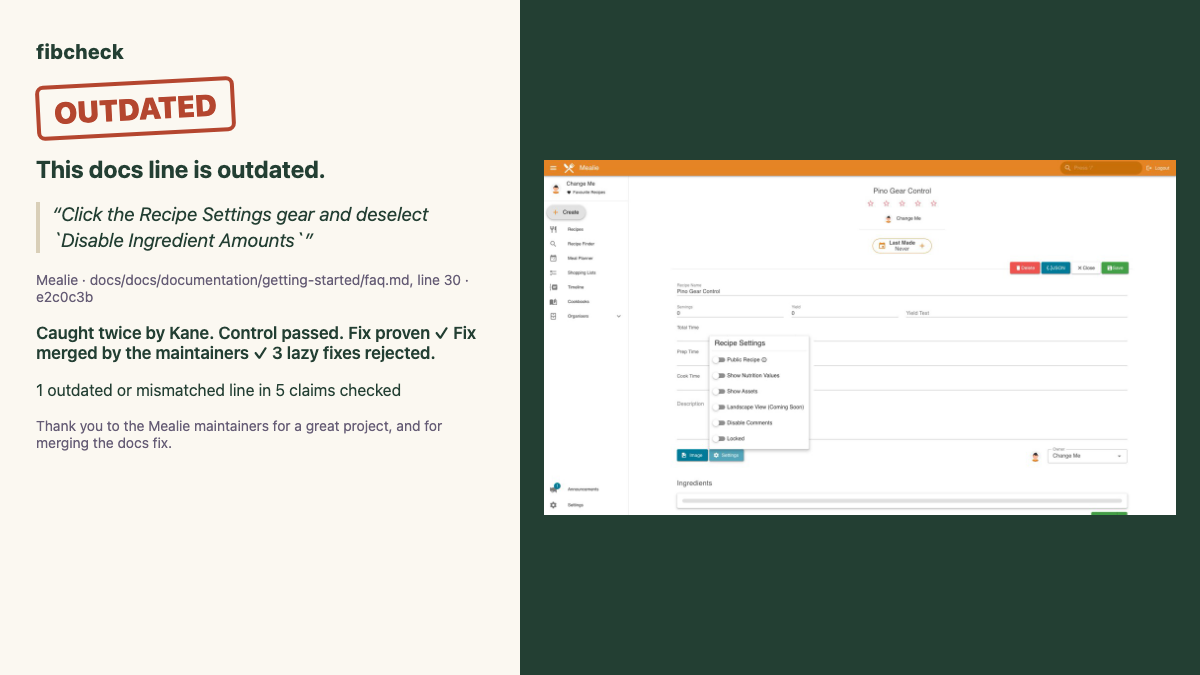 fibcheck
OUTDATED
This docs line is outdated.
“Click the Recipe Settings gear and deselect
`Disable Ingredient Amounts`”
Mealie · docs/docs/documentation/getting-started/faq.md, line 30 ·
e2c0c3b
Caught twice by Kane. Control passed. Fix proven ✓ Fix
merged by the maintainers ✓ 3 lazy fixes rejected.
1 outdated or mismatched line in 5 claims checked
Thank you to the Mealie maintainers for a great project, and for
merging the docs fix.
Mealie
Logout
Change Me
Favourite Recipes
Create
Recipes
Recipe Finder
Meal Planner
Shopping Lists
Timeline
Cookbooks
Organisers
Announcements
Settings
Pino Gear Control
Change Me
Last Made
Never
Delete
JSON
Close
Save
Recipe Name
Pino Gear Control
Servings
0
Yield
0
Yield Text
Total Time
Prep Time
Cook Time
Description
Recipe Settings
Public Recipe
Show Nutrition Values
Show Assets
Landscape View (Coming Soon)
Disable Comments
Locked
Image
Settings
Owner
Change Me
Ingredients